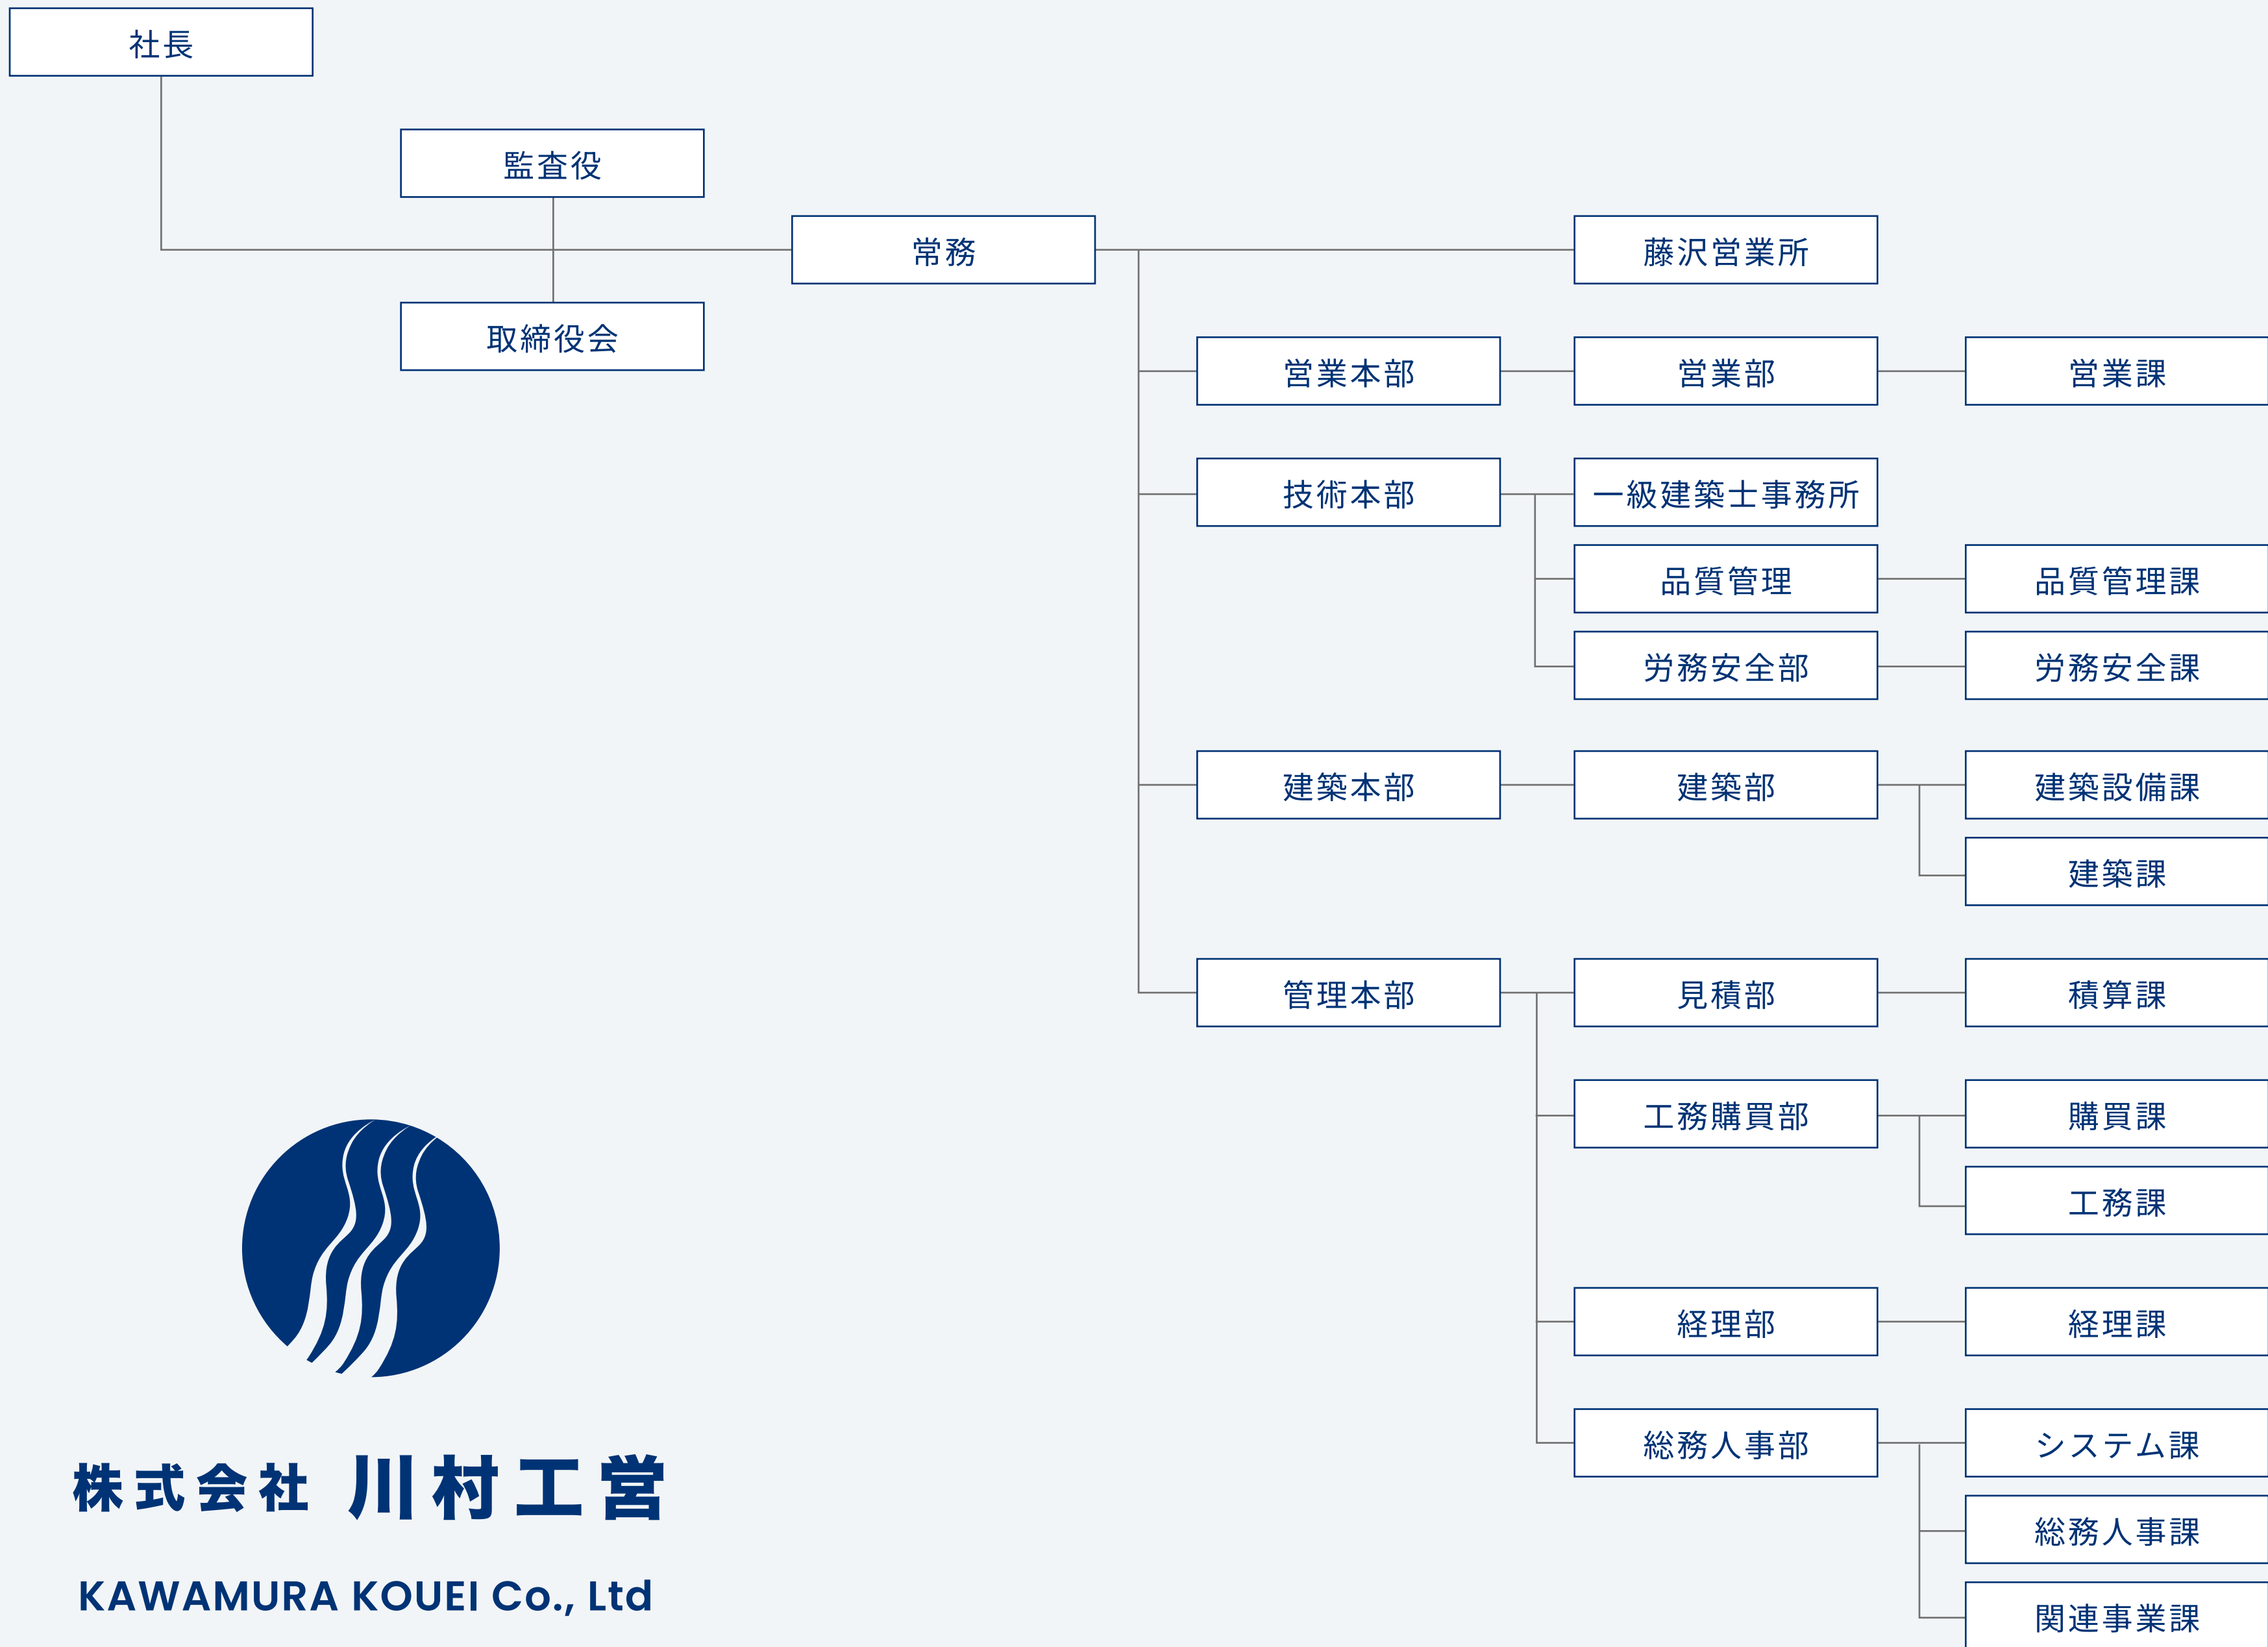 社長
監査役
常務
藤沢営業所
取締役会
営業本部
営業部
営業課
技術本部
一級建築士事務所
品質管理
品質管理課
労務安全部
労務安全課
建築本部
建築部
建築設備課
建築課
管理本部
見積部
積算課
工務購買部
購買課
工務課
経理部
経理課
総務人事部
システム課
総務人事課
関連事業課
株式会社 川村工営
KAWAMURA KOUEI Co., Ltd